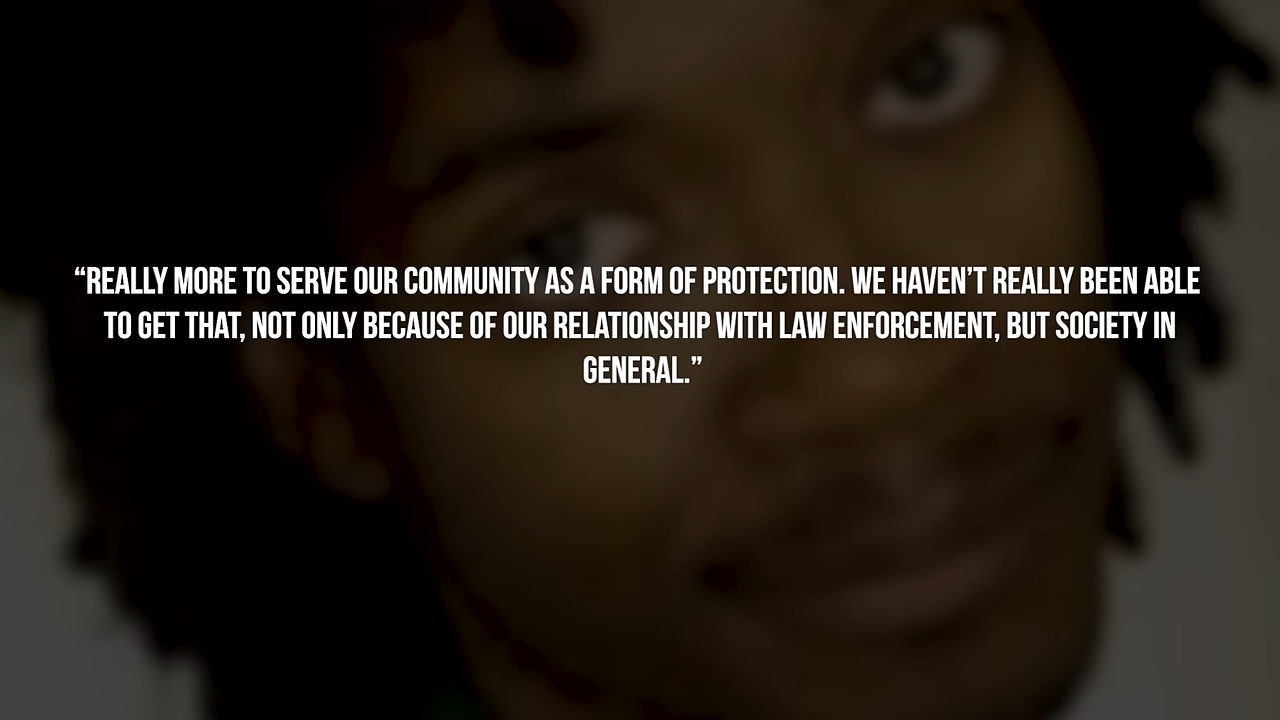 “REALLY MORE TO SERVE OUR COMMUNITY AS A FORM OF PROTECTION. WE HAVEN’T REALLY BEEN ABLE
TO GET THAT, NOT ONLY BECAUSE OF OUR RELATIONSHIP WITH LAW ENFORCEMENT, BUT SOCIETY IN
GENERAL.”